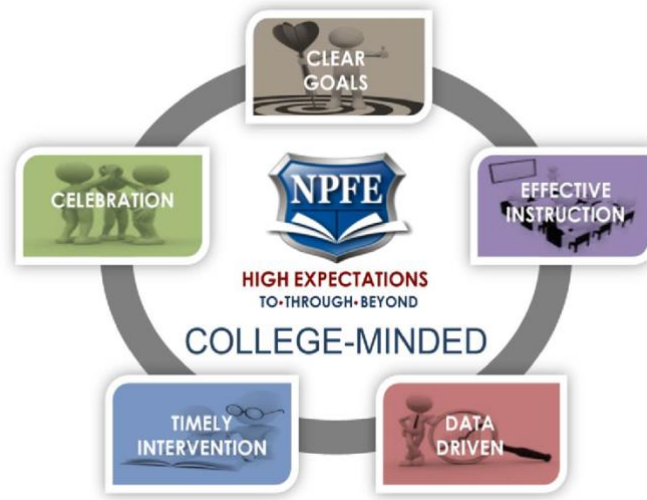 CLEAR
GOALS
CELEBRATION
EFFECTIVE
INSTRUCTION
NPFE
HIGH EXPECTATIONS
TO•THROUGH•BEYOND
COLLEGE-MINDED
TIMELY
INTERVENTION
DATA
DRIVEN